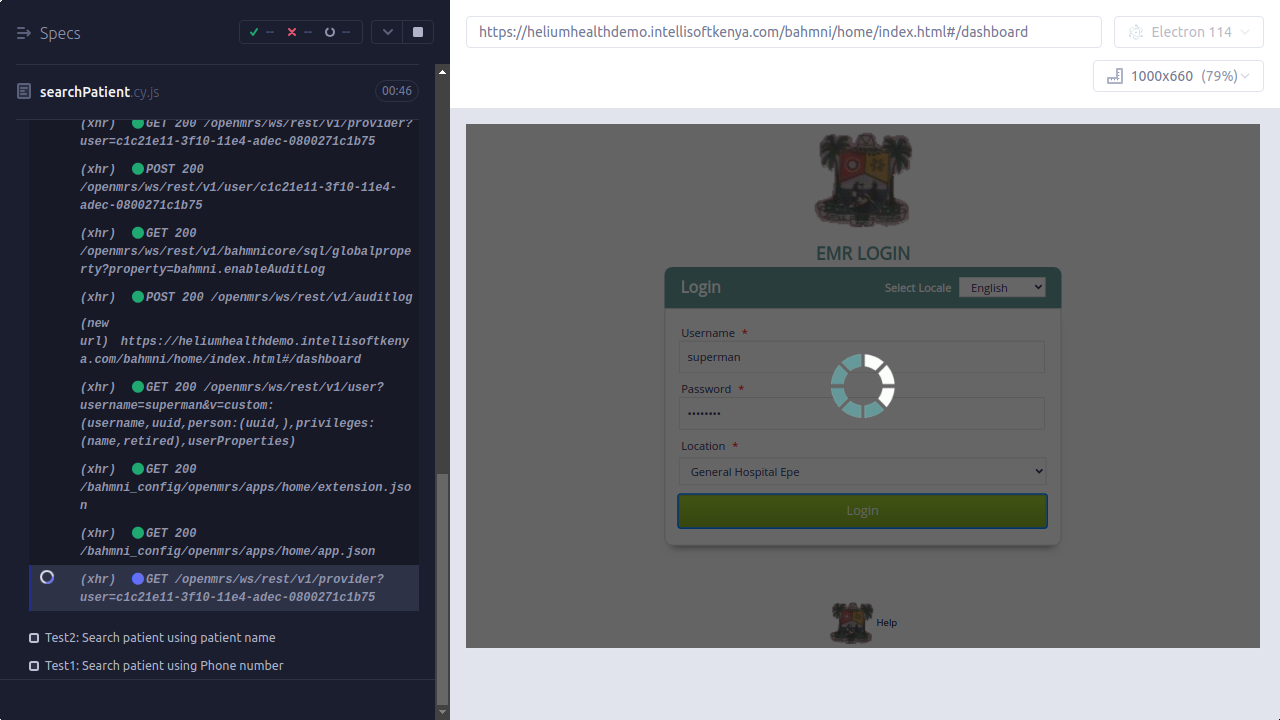 Specs
-- -- --
searchPatient.cy.js 00:46
(xhr) GET 200 /openmrs/ws/rest/v1/provider?
user=c1c21e11-3f10-11e4-adec-0800271c1b75
(xhr) POST 200
/openmrs/ws/rest/v1/user/c1c21e11-3f10-11e4-
adec-0800271c1b75
(xhr) GET 200
/openmrs/ws/rest/v1/bahmnicore/sql/globalprope
rty?property=bahmni.enableAuditLog
(xhr) POST 200 /openmrs/ws/rest/v1/auditlog
(new
url) https://heliumhealthdemo.intellisoftkeny
a.com/bahmni/home/index.html#/dashboard
(xhr) GET 200 /openmrs/ws/rest/v1/user?
username=superman&v=custom:
(username,uuid,person:(uuid,),privileges:
(name,retired),userProperties)
(xhr) GET 200
/bahmni_config/openmrs/apps/home/extension.jso
n
(xhr) GET 200
/bahmni_config/openmrs/apps/home/app.json
(xhr) GET /openmrs/ws/rest/v1/provider?
user=c1c21e11-3f10-11e4-adec-0800271c1b75
Test2: Search patient using patient name
Test1: Search patient using Phone number
https://heliumhealthdemo.intellisoftkenya.com/bahmni/home/index.html#/dashboard
Electron 114
1000x660 (79%)
EMR LOGIN
Login
Select Locale English
Username *
superman
Password *
••••••••
Location *
General Hospital Epe
Login
Help